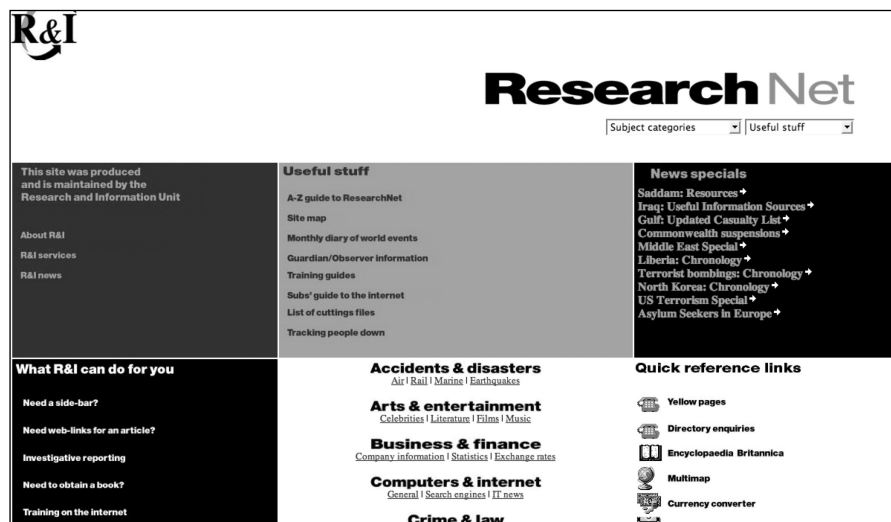 R&I
ResearchNet
Subject categories
Useful stuff
This site was produced
and is maintained by the
Research and Information Unit
About R&I
R&I services
R&I news
Useful stuff
A-Z guide to ResearchNet
Site map
Monthly diary of world events
Guardian/Observer information
Training guides
Subs' guide to the internet
List of cuttings files
Tracking people down
News specials
Saddam: Resources
Iraq: Useful Information Sources
Gulf: Updated Casualty List
Commonwealth suspensions
Middle East Special
Liberia: Chronology
Terrorist bombings: Chronology
North Korea: Chronology
US Terrorism Special
Asylum Seekers in Europe
What R&I can do for you
Need a side-bar?
Need web-links for an article?
Investigative reporting
Need to obtain a book?
Training on the internet
Accidents & disasters
Air | Rail | Marine | Earthquakes
Arts & entertainment
Celebrities | Literature | Films | Music
Business & finance
Company information | Statistics | Exchange rates
Computers & internet
General | Search engines | IT news
Crime & law
Quick reference links
Yellow pages
Directory enquiries
Encyclopaedia Britannica
Multimap
Currency converter